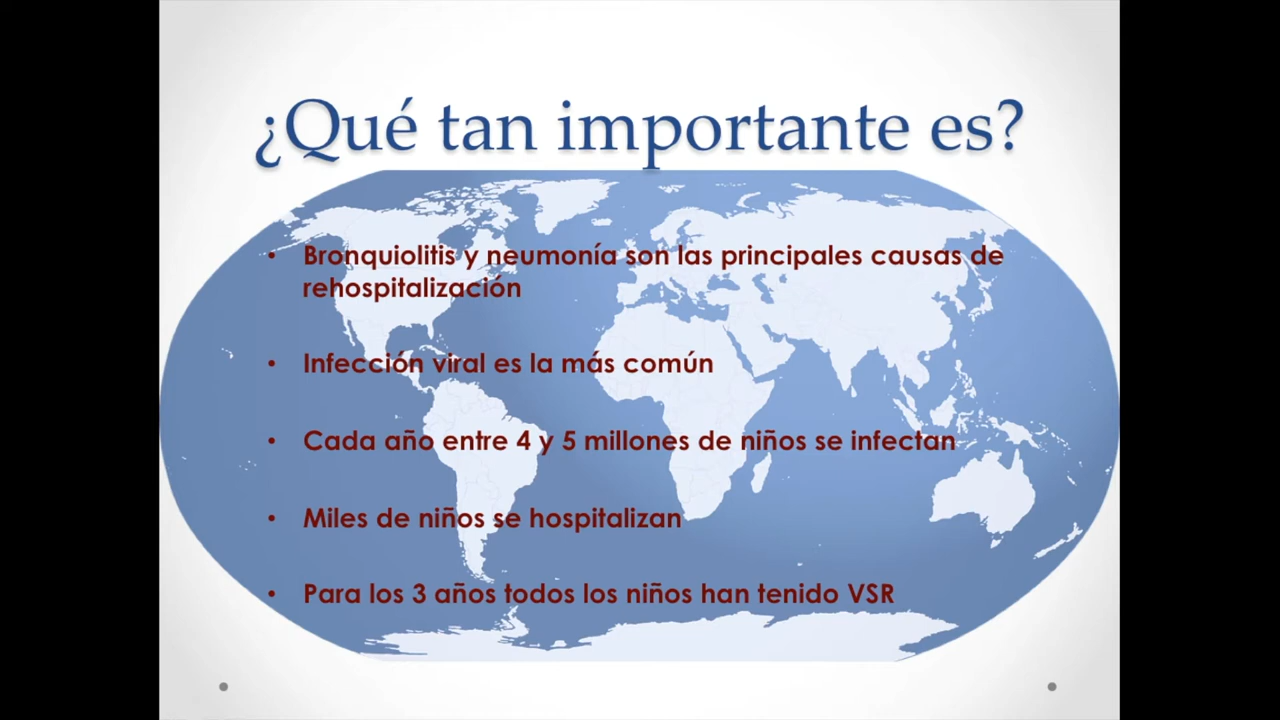 ¿Qué tan importante es?
• Bronquiolitis y neumonía son las principales causas de
rehospitalización
• Infección viral es la más común
• Cada año entre 4 y 5 millones de niños se infectan
• Miles de niños se hospitalizan
• Para los 3 años todos los niños han tenido VSR